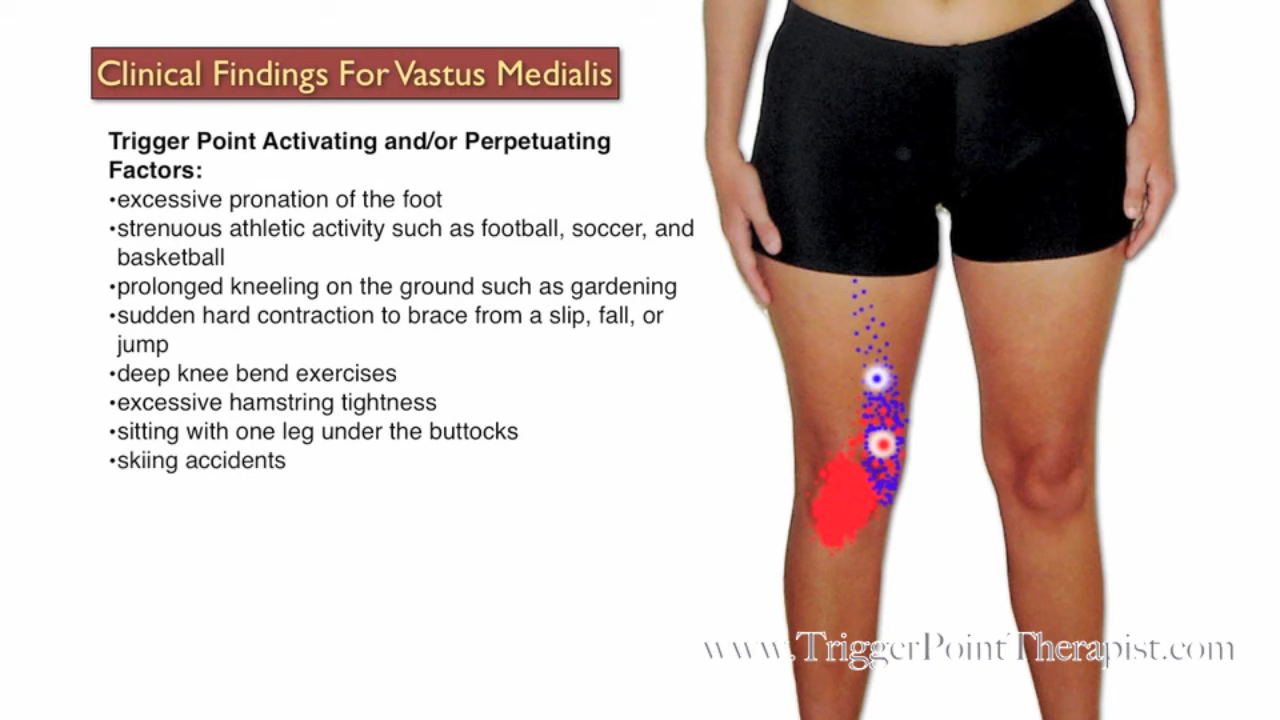 Clinical Findings For Vastus Medialis
Trigger Point Activating and/or Perpetuating
Factors:
•excessive pronation of the foot
•strenuous athletic activity such as football, soccer, and
basketball
•prolonged kneeling on the ground such as gardening
•sudden hard contraction to brace from a slip, fall, or
jump
•deep knee bend exercises
•excessive hamstring tightness
•sitting with one leg under the buttocks
•skiing accidents
www.TriggerPointTherapist.com